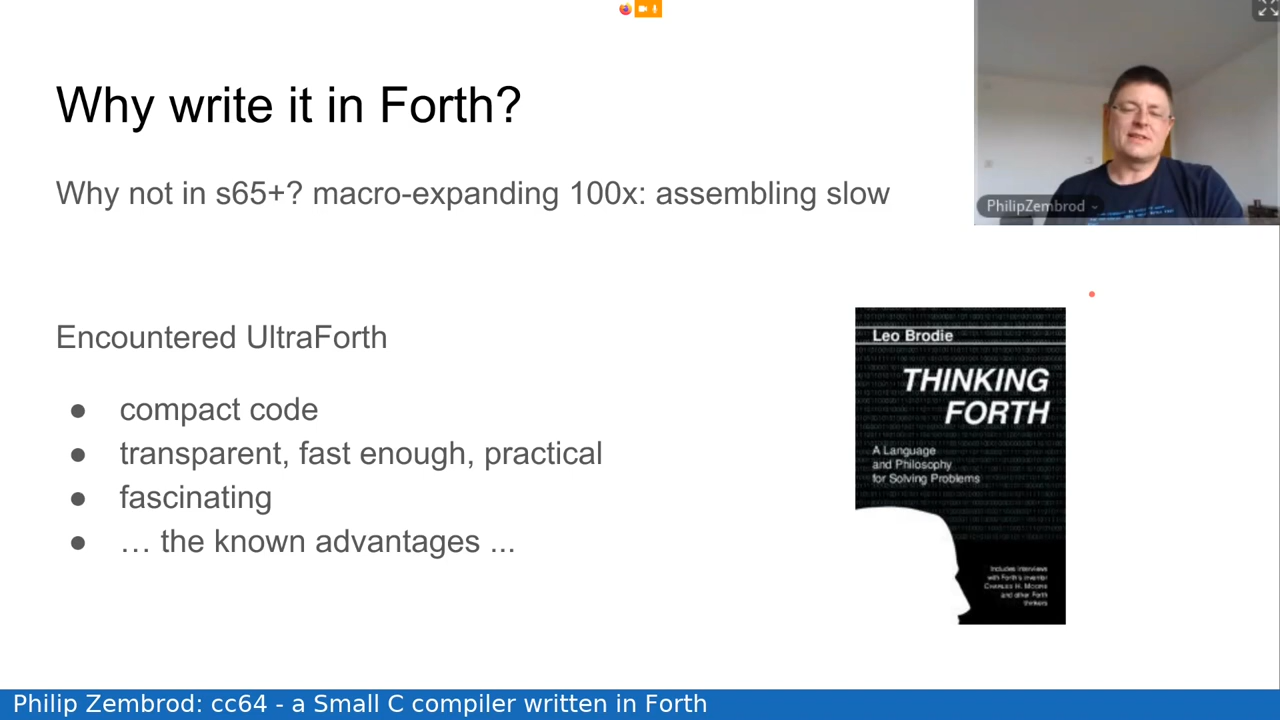 Why write it in Forth?
PhilipZembrod
Why not in s65+? macro-expanding 100x: assembling slow
Encountered UltraForth
● compact code
● transparent, fast enough, practical
● fascinating
● … the known advantages ...
Leo Brodie
THINKING
FORTH
A Language
and Philosophy
for Solving Problems
Includes interviews
with Forth's inventor
CHARLES H. MOORE
and other Forth
thinkers
Philip Zembrod: cc64 - a Small C compiler written in Forth